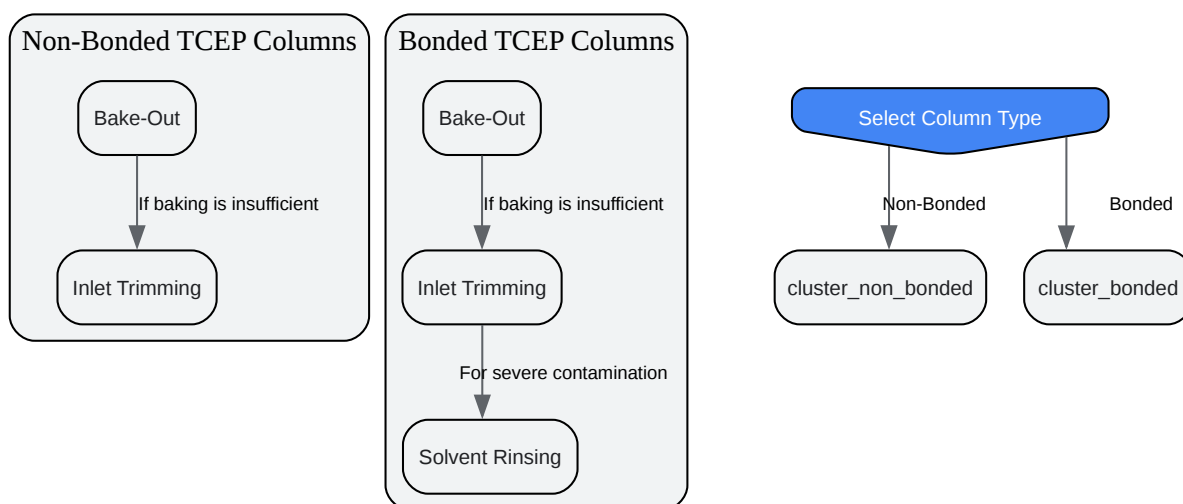 Non-Bonded TCEP Columns
Bake-Out
If baking is insufficient
Inlet Trimming
Bonded TCEP Columns
Bake-Out
If baking is insufficient
Inlet Trimming
For severe contamination
Solvent Rinsing
Select Column Type
Non-Bonded
Bonded
cluster_non_bonded
cluster_bonded